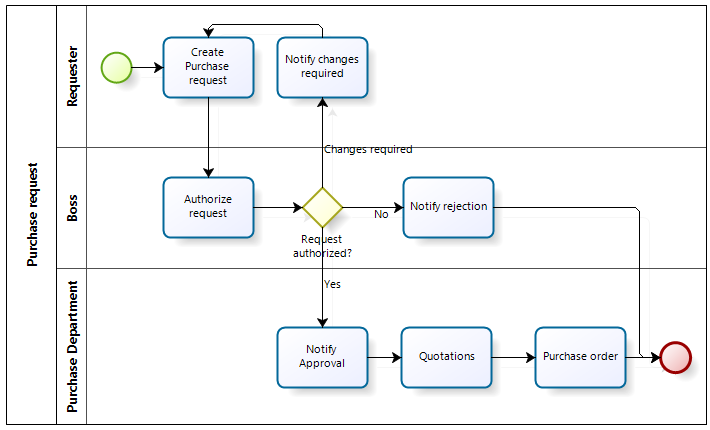 Purchase request
Requester
Create
Purchase
request
Notify changes
required
Changes required
Boss
Authorize
request
Request
authorized?
No
Notify rejection
Yes
Purchase Department
Notify
Approval
Quotations
Purchase order